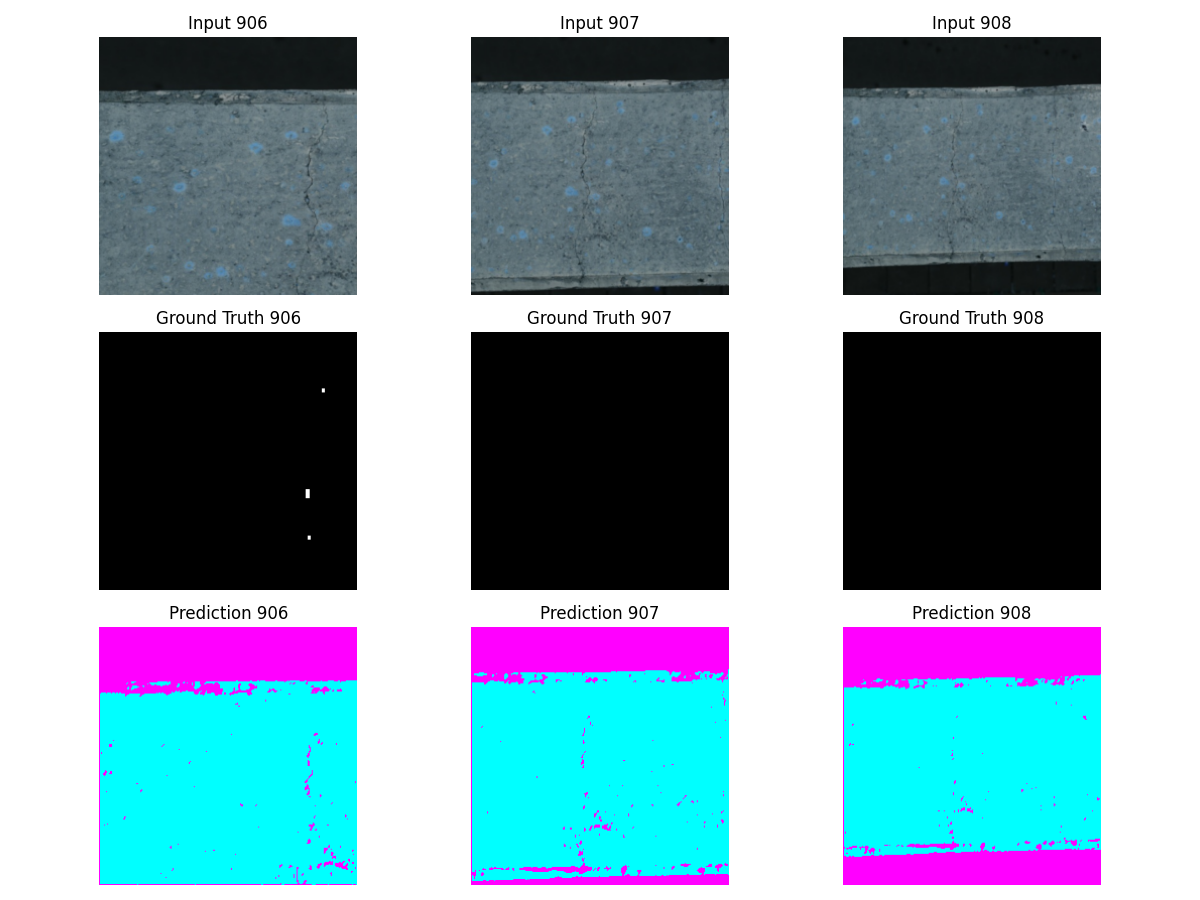 Input 906
Input 907
Input 908
Ground Truth 906
Ground Truth 907
Ground Truth 908
Prediction 906
Prediction 907
Prediction 908